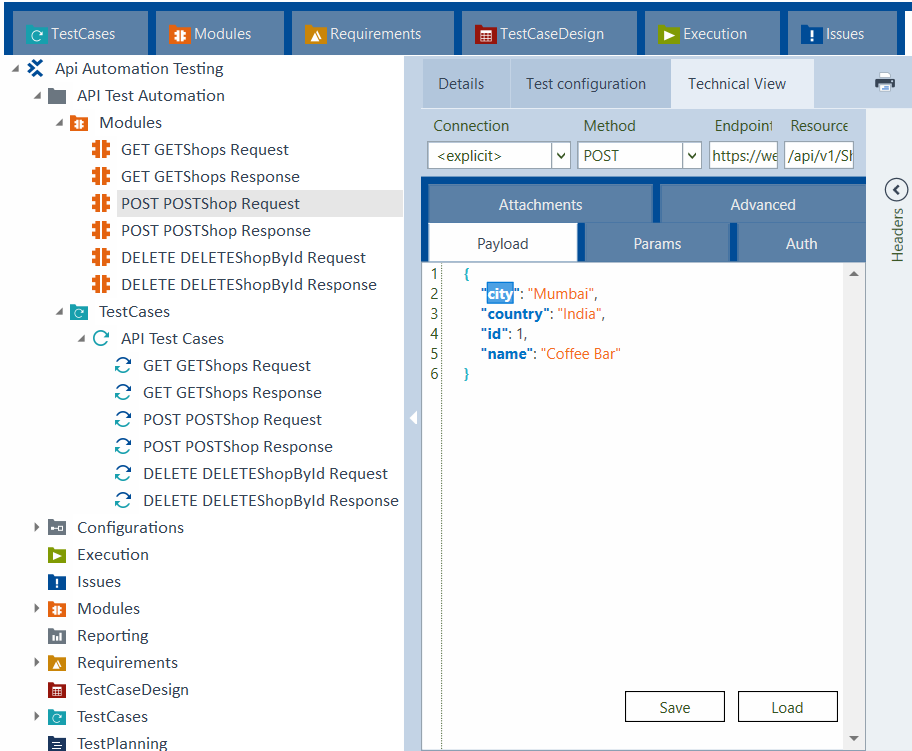 TestCases
Modules
Requirements
TestCaseDesign
Execution
Issues
Api Automation Testing
API Test Automation
Modules
GET GETShops Request
GET GETShops Response
POST POSTShop Request
POST POSTShop Response
DELETE DELETEShopById Request
DELETE DELETEShopById Response
TestCases
API Test Cases
GET GETShops Request
GET GETShops Response
POST POSTShop Request
POST POSTShop Response
DELETE DELETEShopById Request
DELETE DELETEShopById Response
Configurations
Execution
Issues
Modules
Reporting
Requirements
TestCaseDesign
TestCases
TestPlanning
Details
Test configuration
Technical View
Connection
Method
Endpoint
Resource
<explicit>
POST
https://we
/api/v1/Sh
Headers
Attachments
Advanced
Payload
Params
Auth
1 {
2 "city": "Mumbai",
3 "country": "India",
4 "id": 1,
5 "name": "Coffee Bar"
6 }
Save
Load